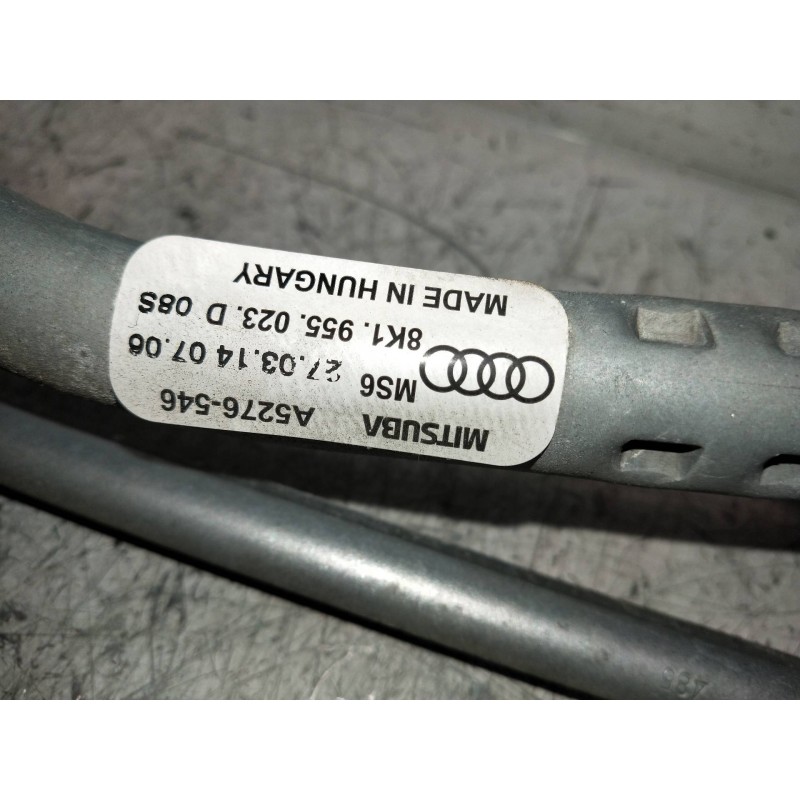 MITSUBA A5276-546
MS6 27.03.14 07.06
8K1. 955. 023. D 08S
MADE IN HUNGARY